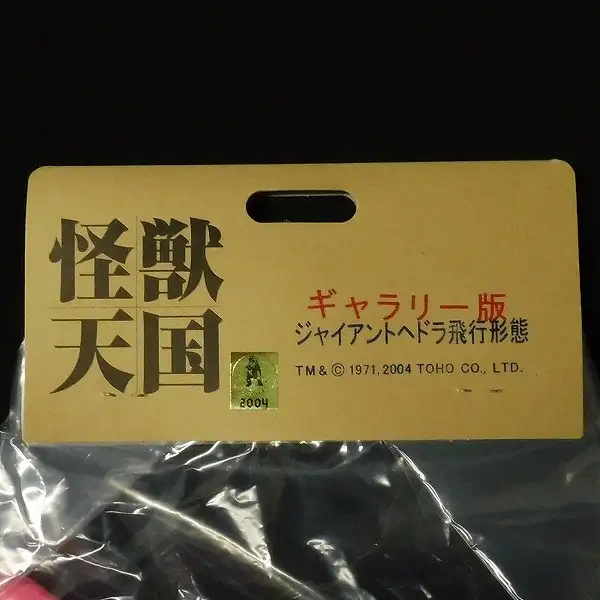 怪獣
天国
ギャラリー版
ジャイアントヘドラ飛行形態
TM & © 1971, 2004 TOHO CO., LTD.
2004